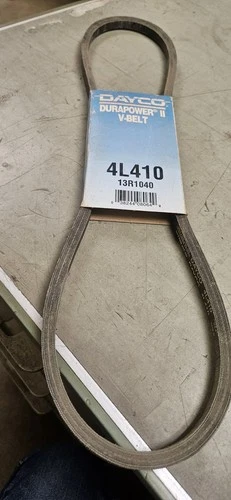 DAYCO
DURAPOWER® II
V-BELT
4L410
13R1040